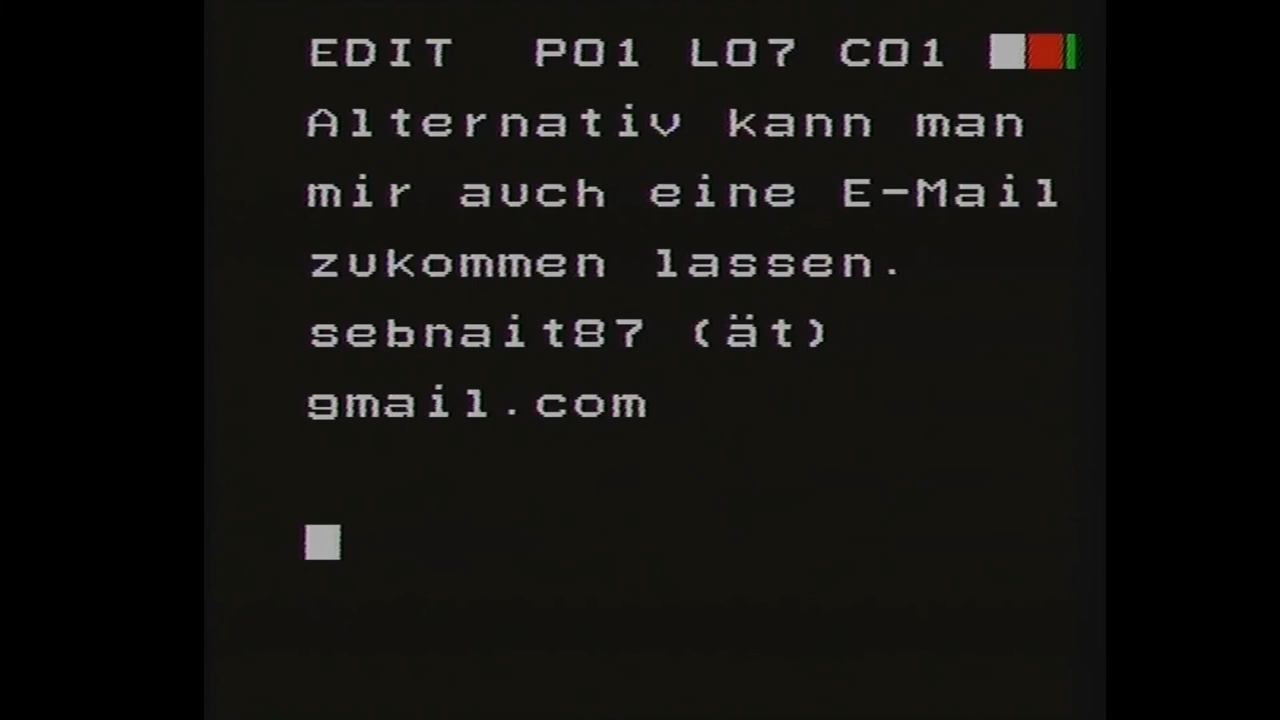 EDIT P01 L07 C01
Alternativ kann man
mir auch eine E-Mail
zukommen lassen.
sebnait87 (ät)
gmail.com